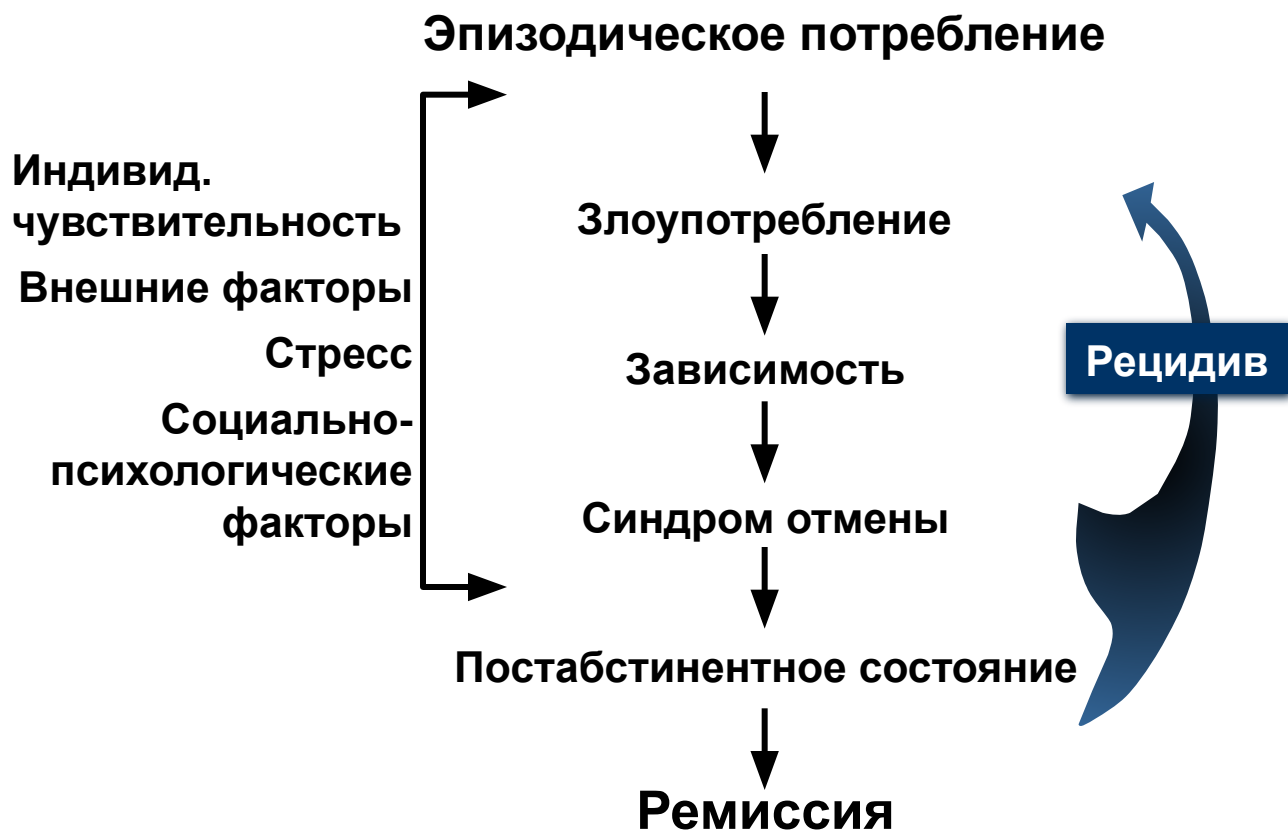 Эпизодическое потребление
Индивид.
чувствительность
Внешние факторы
Стресс
Социально-
психологические
факторы
Злоупотребление
Зависимость
Синдром отмены
Постабстинентное состояние
Ремиссия
Рецидив